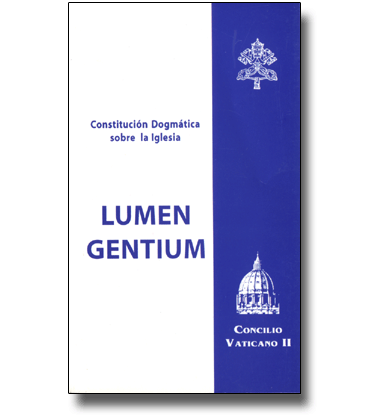 Constitución Dogmática
sobre la Iglesia
LUMEN
GENTIUM
CONCILIO
VATICANO II